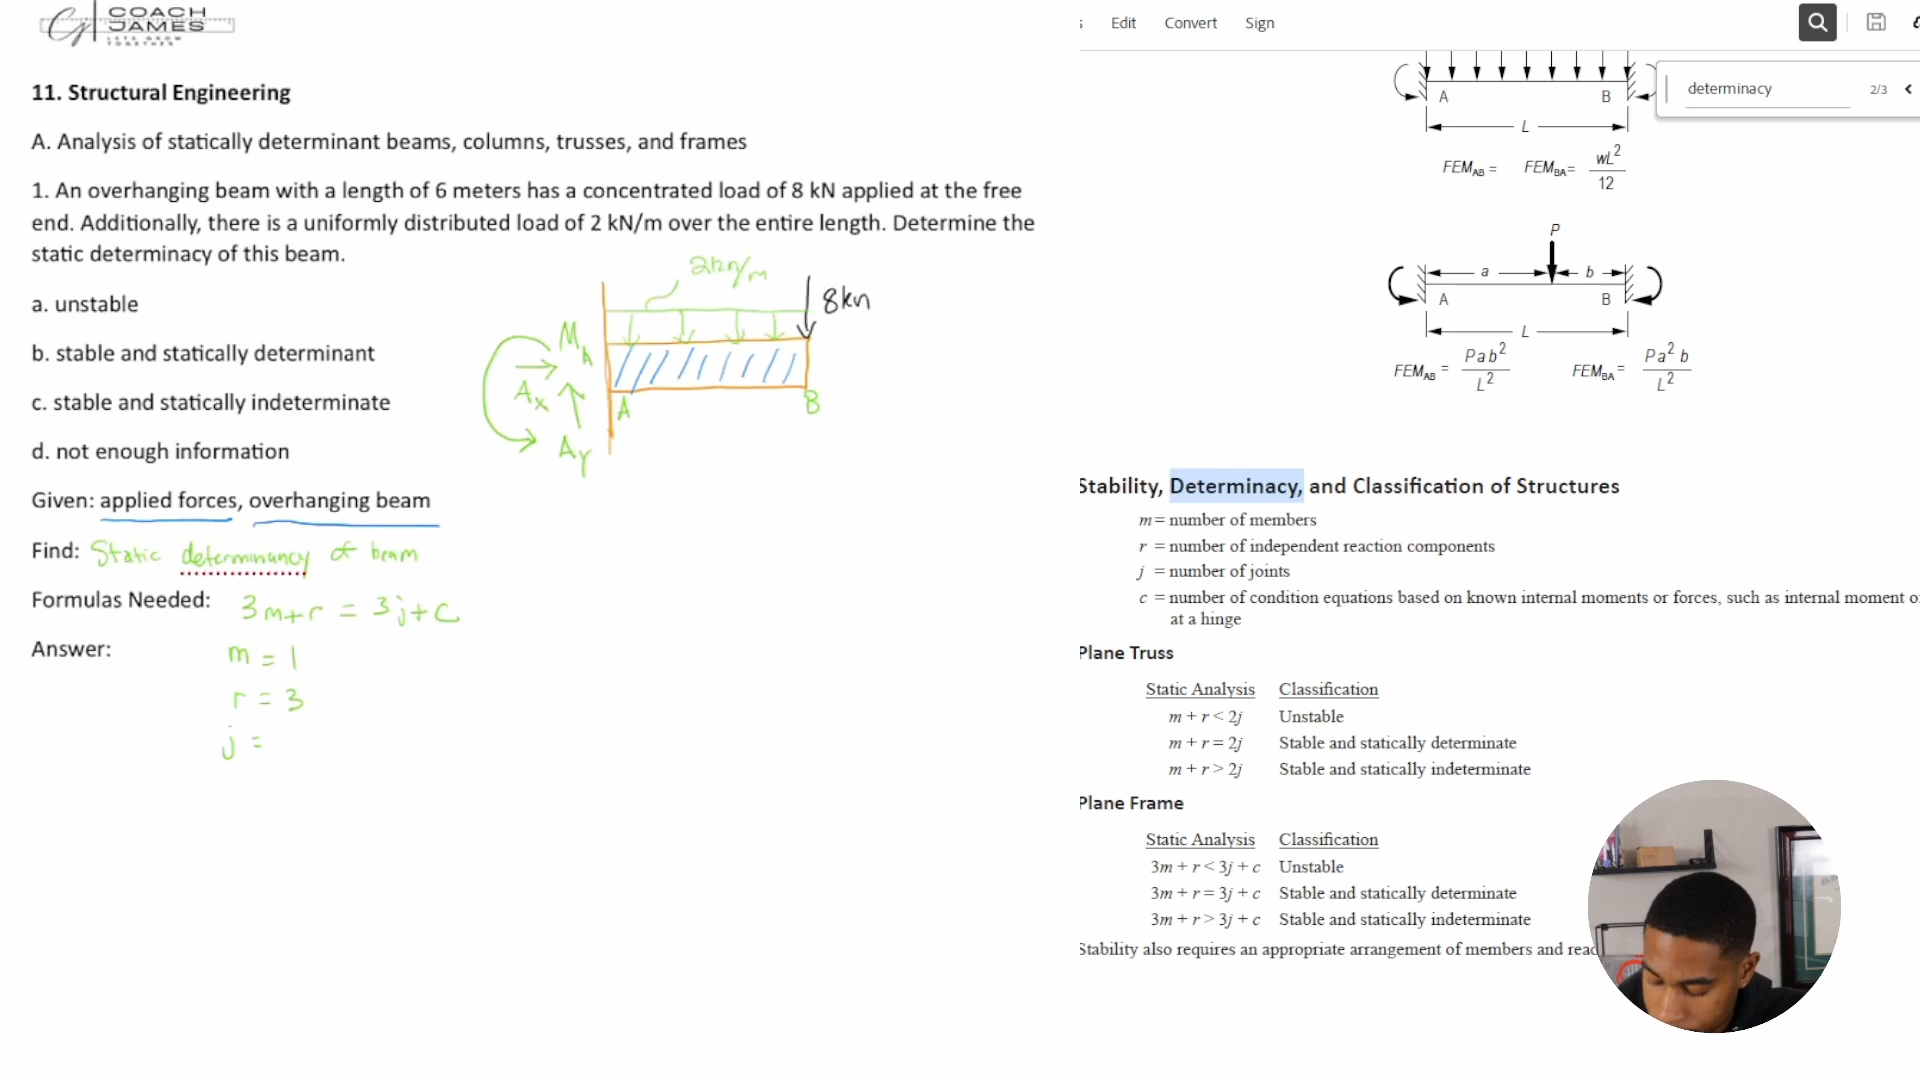 COACH
JAMES
LETS GROW
TOGETHER
11. Structural Engineering
A. Analysis of statically determinant beams, columns, trusses, and frames
1. An overhanging beam with a length of 6 meters has a concentrated load of 8 kN applied at the free
end. Additionally, there is a uniformly distributed load of 2 kN/m over the entire length. Determine the
static determinacy of this beam.
a. unstable
b. stable and statically determinant
c. stable and statically indeterminate
d. not enough information
2kn/m
8kn
MA
Ax
Ay
A
B
Given: applied forces, overhanging beam
Find: Static determinancy of beam
Formulas Needed: 3m+r = 3j+c
Answer:
m = 1
r = 3
j =
Edit Convert Sign
determinacy 2/3
A B
L
FEMAB = FEMBA = wL²/12
P
a b
A B
L
FEMAB = Pab²/L² FEMBA = Pa²b/L²
Stability, Determinacy, and Classification of Structures
m = number of members
r = number of independent reaction components
j = number of joints
c = number of condition equations based on known internal moments or forces, such as internal moment
at a hinge
Plane Truss
Static Analysis Classification
m + r < 2j Unstable
m + r = 2j Stable and statically determinate
m + r > 2j Stable and statically indeterminate
Plane Frame
Static Analysis Classification
3m + r < 3j + c Unstable
3m + r = 3j + c Stable and statically determinate
3m + r > 3j + c Stable and statically indeterminate
Stability also requires an appropriate arrangement of members and